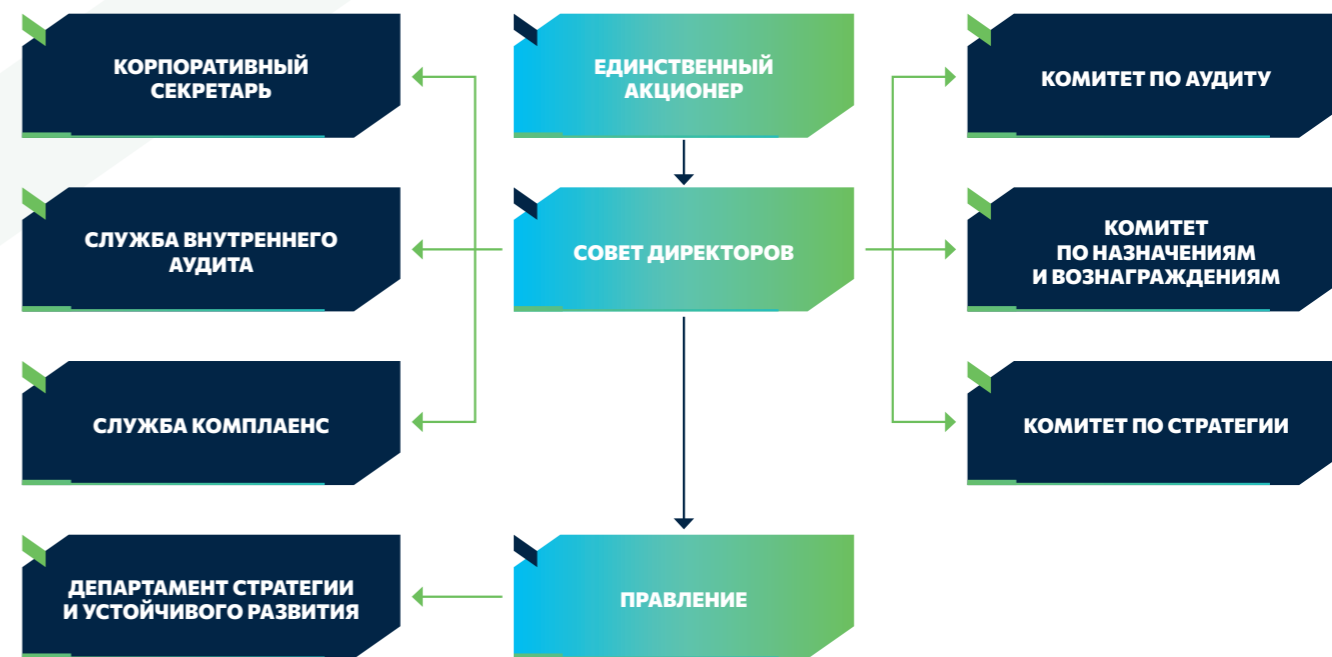 КОРПОРАТИВНЫЙ
СЕКРЕТАРЬ
ЕДИНСТВЕННЫЙ
АКЦИОНЕР
КОМИТЕТ ПО АУДИТУ
СЛУЖБА ВНУТРЕННЕГО
АУДИТА
СОВЕТ ДИРЕКТОРОВ
КОМИТЕТ
ПО НАЗНАЧЕНИЯМ
И ВОЗНАГРАЖДЕНИЯМ
СЛУЖБА КОМПЛАЕНС
КОМИТЕТ ПО СТРАТЕГИИ
ДЕПАРТАМЕНТ СТРАТЕГИИ
И УСТОЙЧИВОГО РАЗВИТИЯ
ПРАВЛЕНИЕ